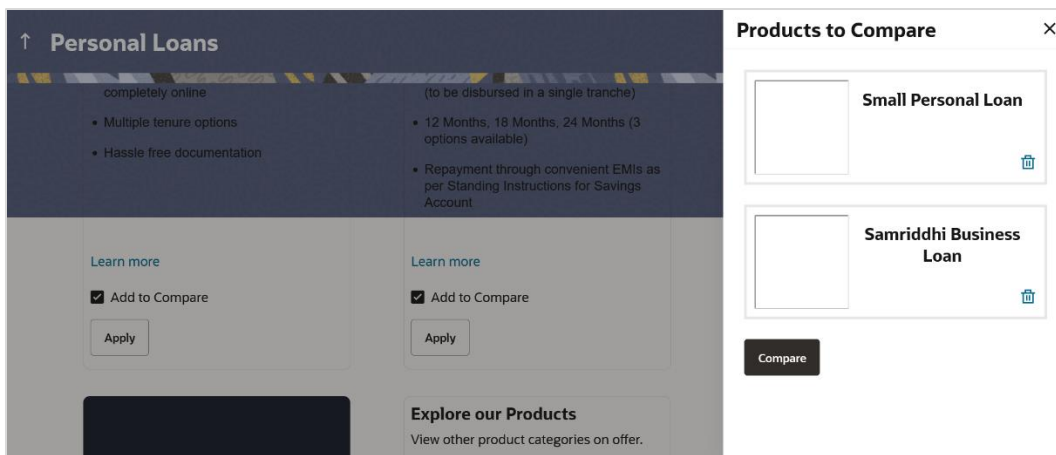 ↑ Personal Loans
completely online
• Multiple tenure options
• Hassle free documentation
Learn more
Add to Compare
Apply
(to be disbursed in a single tranche)
• 12 Months, 18 Months, 24 Months (3
options available)
• Repayment through convenient EMIs as
per Standing Instructions for Savings
Account
Learn more
Add to Compare
Apply
Explore our Products
View other product categories on offer.
Products to Compare
Small Personal Loan
Samriddhi Business
Loan
Compare